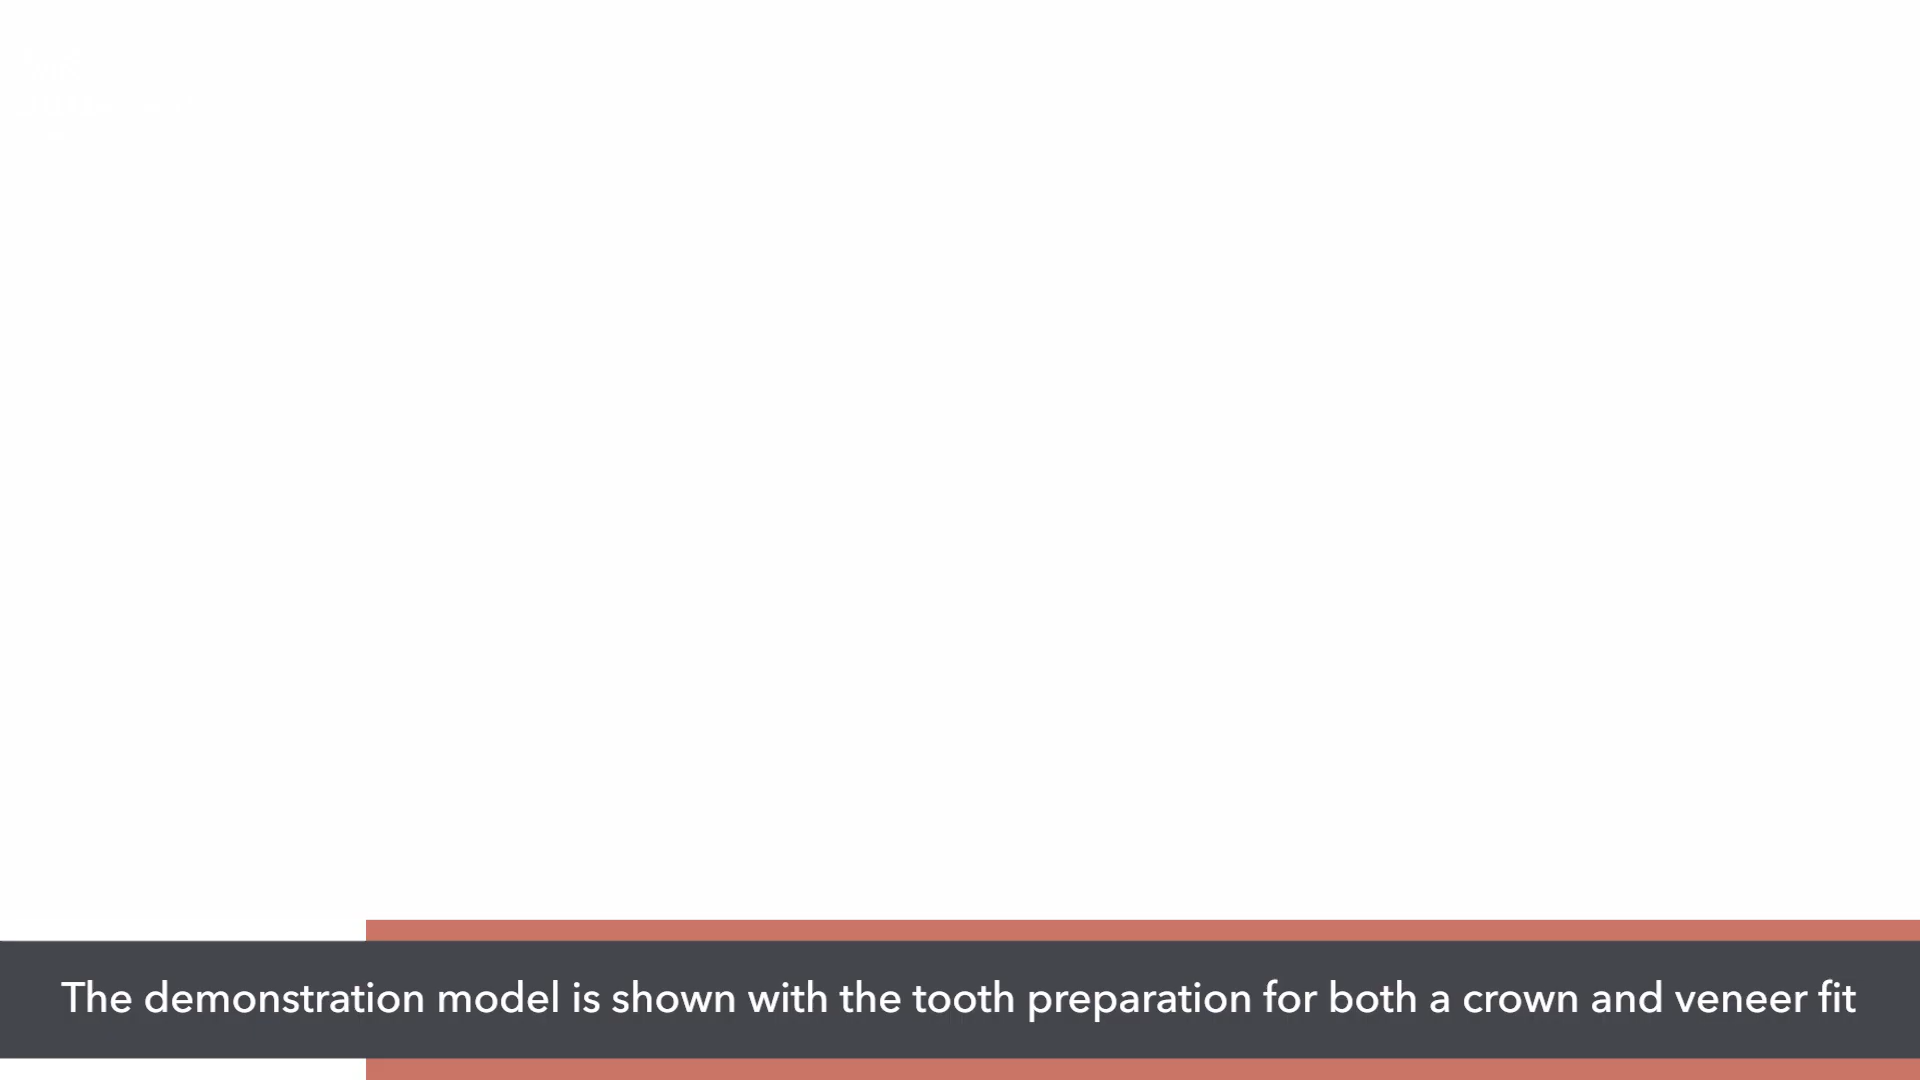 The demonstration model is shown with the tooth preparation for both a crown and veneer fit